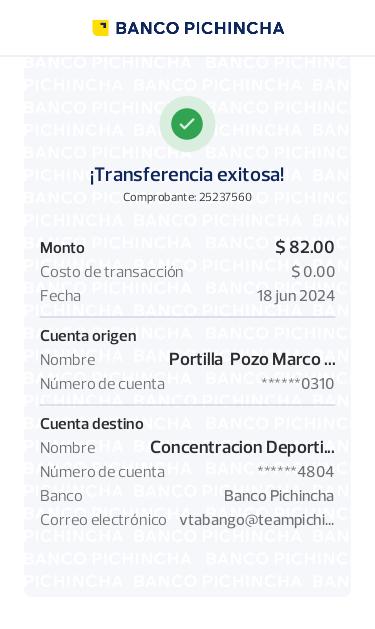 BANCO PICHINCHA
¡Transferencia exitosa!
Comprobante: 25237560
Monto $ 82.00
Costo de transacción $ 0.00
Fecha 18 jun 2024
Cuenta origen
Nombre Portilla Pozo Marco ...
Número de cuenta ******0310
Cuenta destino
Nombre Concentracion Deporti...
Número de cuenta ******4804
Banco Banco Pichincha
Correo electrónico vtabango@teampichi...